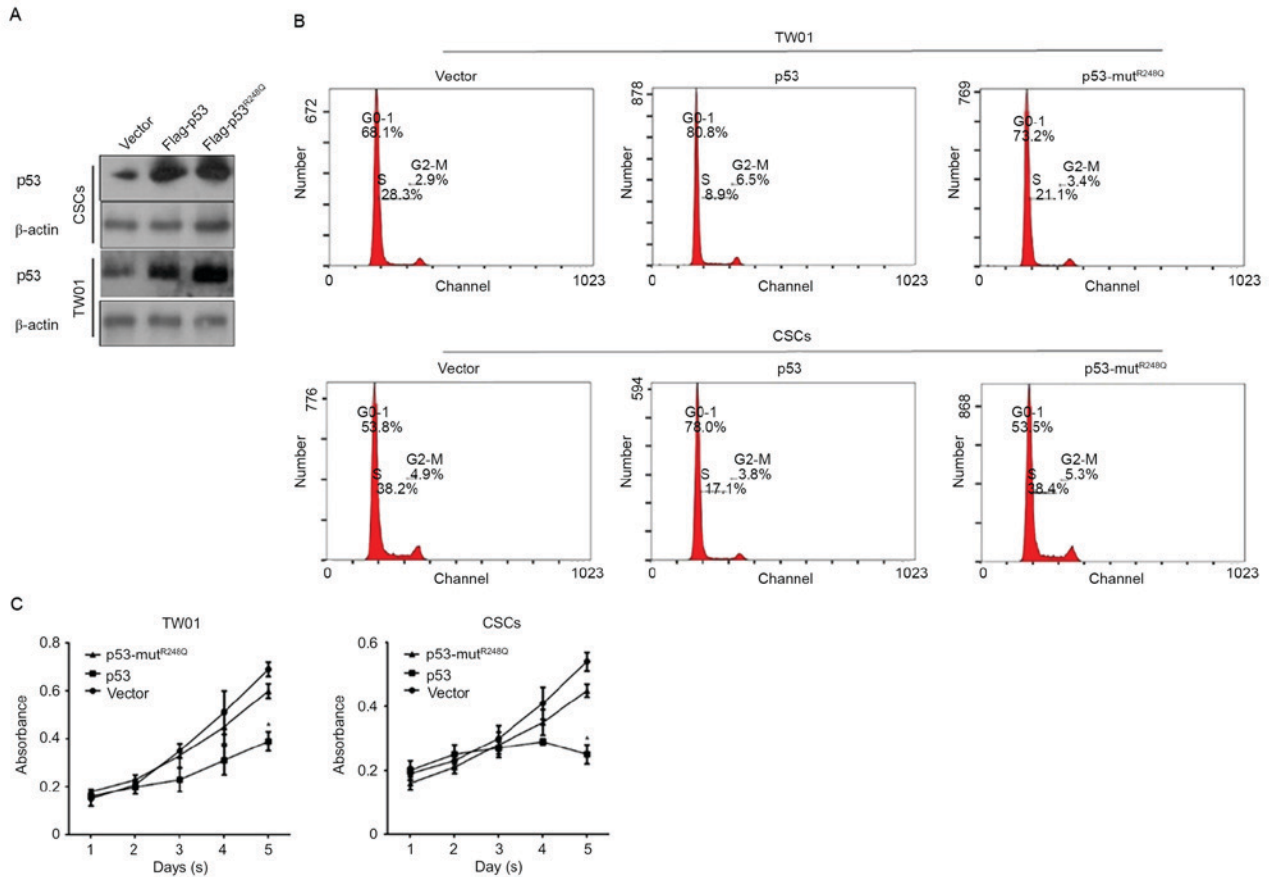 A
Vector
Flag-p53
Flag-p53R248Q
p53
β-actin
CSCs
p53
β-actin
TW01
B
TW01
Vector
672
Number
G0-1
68.1%
G2-M
2.9%
S
28.3%
0
1023
Channel
p53
878
Number
G0-1
80.8%
G2-M
6.5%
S
8.9%
0
1023
Channel
p53-mutR248Q
769
Number
G0-1
73.2%
G2-M
3.4%
S
21.1%
0
1023
Channel
CSCs
Vector
776
Number
G0-1
53.8%
G2-M
4.9%
S
38.2%
0
1023
Channel
p53
594
Number
G0-1
78.0%
G2-M
3.8%
S
17.1%
0
1023
Channel
p53-mutR248Q
868
Number
G0-1
53.5%
G2-M
5.3%
S
38.4%
0
1023
Channel
C
TW01
0.8
0.6
0.4
0.2
0
Absorbance
p53-mutR248Q
p53
Vector
*
1 2 3 4 5
Days (s)
CSCs
0.6
0.4
0.2
0
Absorbance
p53-mutR248Q
p53
Vector
*
1 2 3 4 5
Day (s)